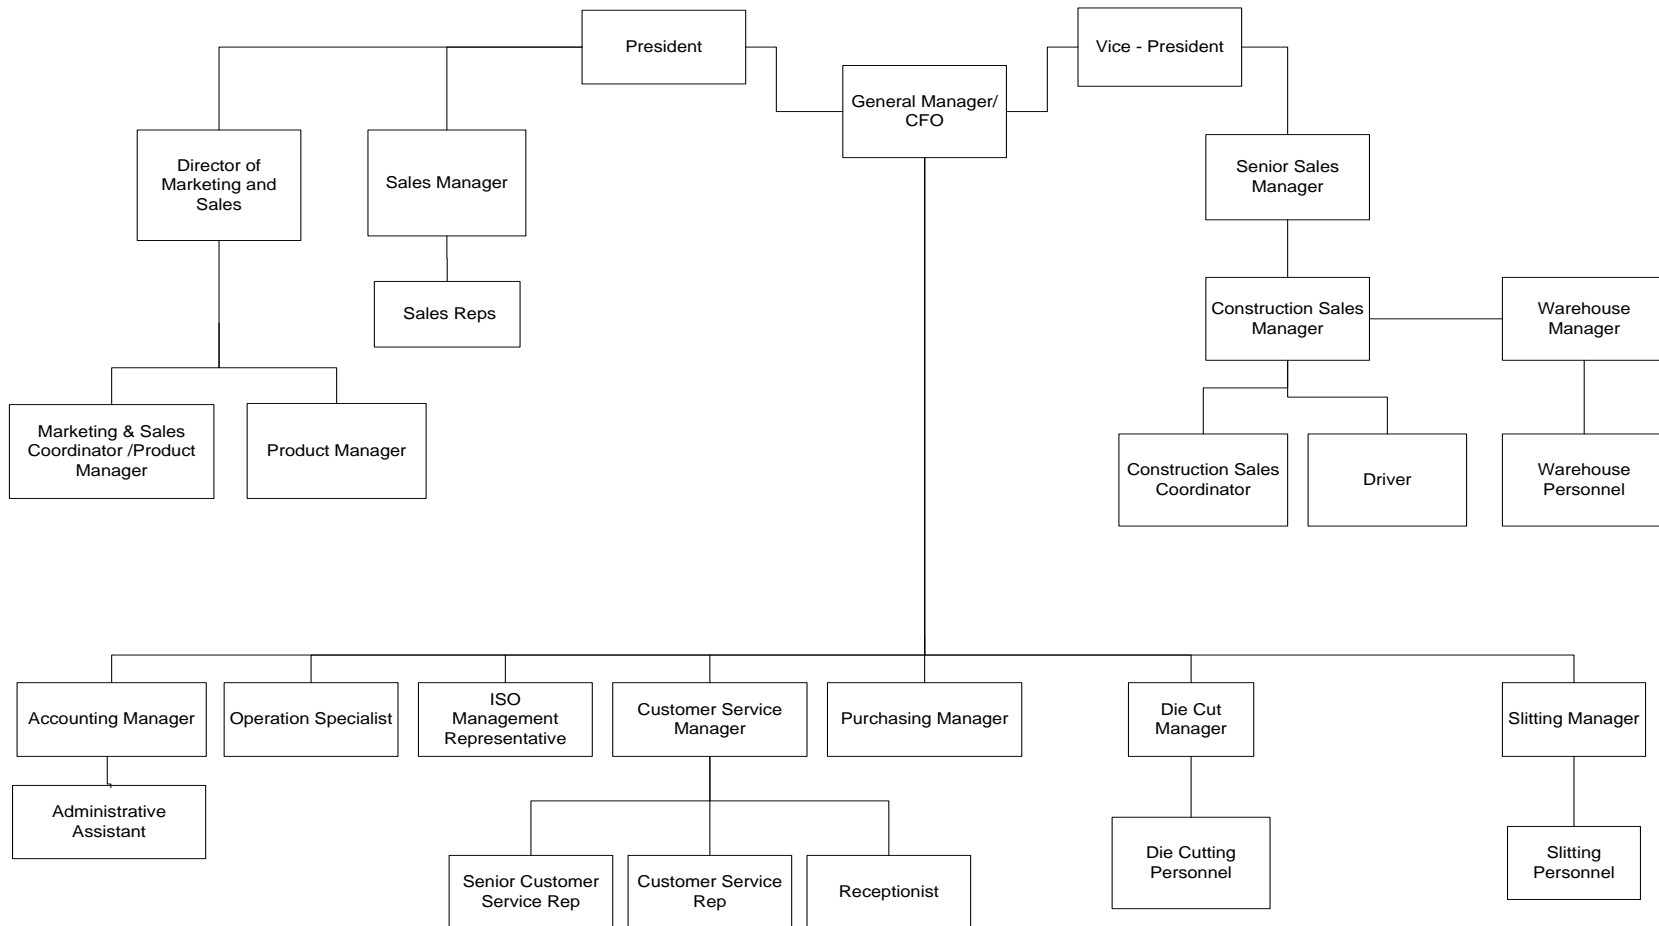 President
Vice - President
General Manager/
CFO
Director of
Marketing and
Sales
Sales Manager
Senior Sales
Manager
Sales Reps
Construction Sales
Manager
Warehouse
Manager
Marketing & Sales
Coordinator /Product
Manager
Product Manager
Construction Sales
Coordinator
Driver
Warehouse
Personnel
Accounting Manager
Operation Specialist
ISO
Management
Representative
Customer Service
Manager
Purchasing Manager
Die Cut
Manager
Slitting Manager
Administrative
Assistant
Senior Customer
Service Rep
Customer Service
Rep
Receptionist
Die Cutting
Personnel
Slitting
Personnel